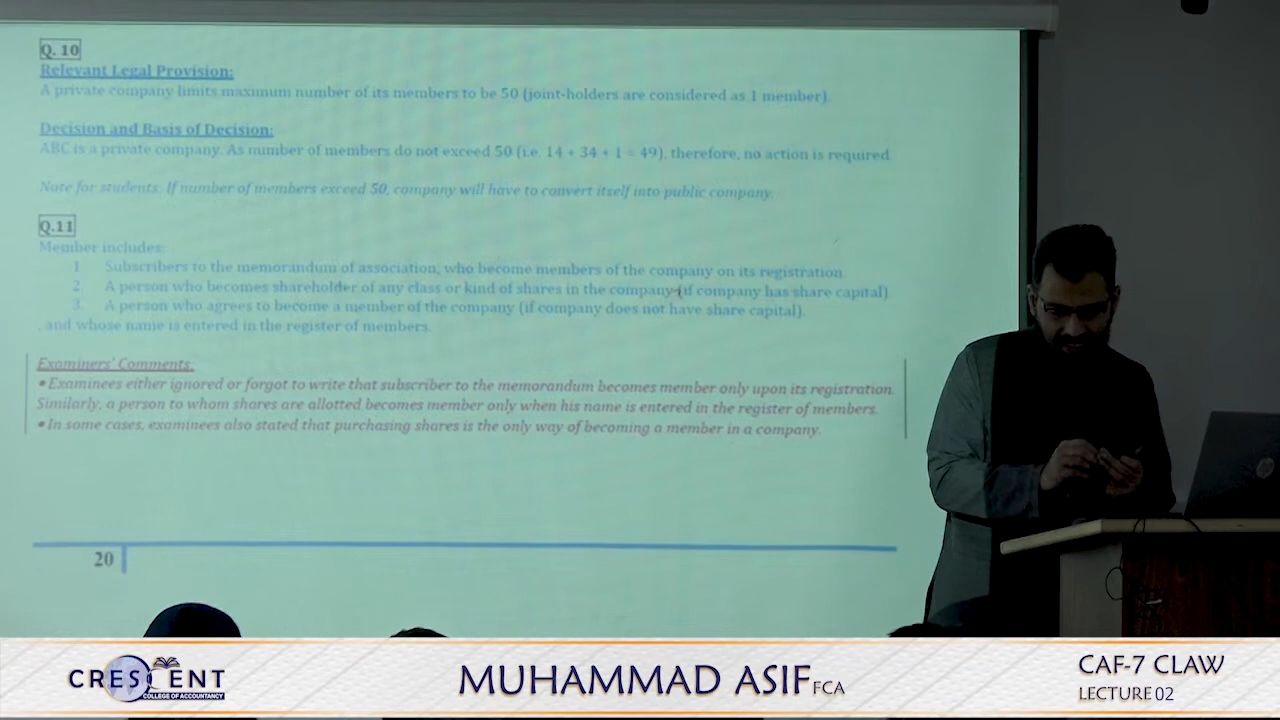 Q. 10
Relevant Legal Provision:
A private company limits maximum number of its members to be 50 (joint-holders are considered as 1 member).
Decision and Basis of Decision:
ABC is a private company. As number of members do not exceed 50 (i.e. 14 + 34 + 1 = 49), therefore, no action is required.
Note for students: If number of members exceed 50, company will have to convert itself into public company.
Q.11
Member includes:
1 Subscribers to the memorandum of association, who become members of the company on its registration.
2 A person who becomes shareholder of any class or kind of shares in the company (if company has share capital)
3. A person who agrees to become a member of the company (if company does not have share capital).
, and whose name is entered in the register of members.
Examiners' Comments:
• Examinees either ignored or forgot to write that subscriber to the memorandum becomes member only upon its registration.
Similarly, a person to whom shares are allotted becomes member only when his name is entered in the register of members.
• In some cases, examinees also stated that purchasing shares is the only way of becoming a member in a company.
20
CRESCENT
COLLEGE OF ACCOUNTANCY
MUHAMMAD ASIF FCA
CAF-7 CLAW
LECTURE 02